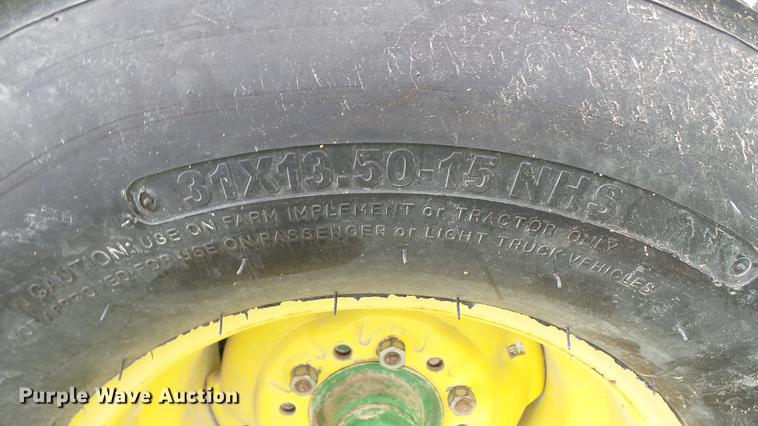 31X13.50-15 NHS
CAUTION: USE ON FARM IMPLEMENT or TRACTOR ONLY
NOT APPROVED FOR USE ON PASSENGER or LIGHT TRUCK VEHICLES
Purple Wave Auction